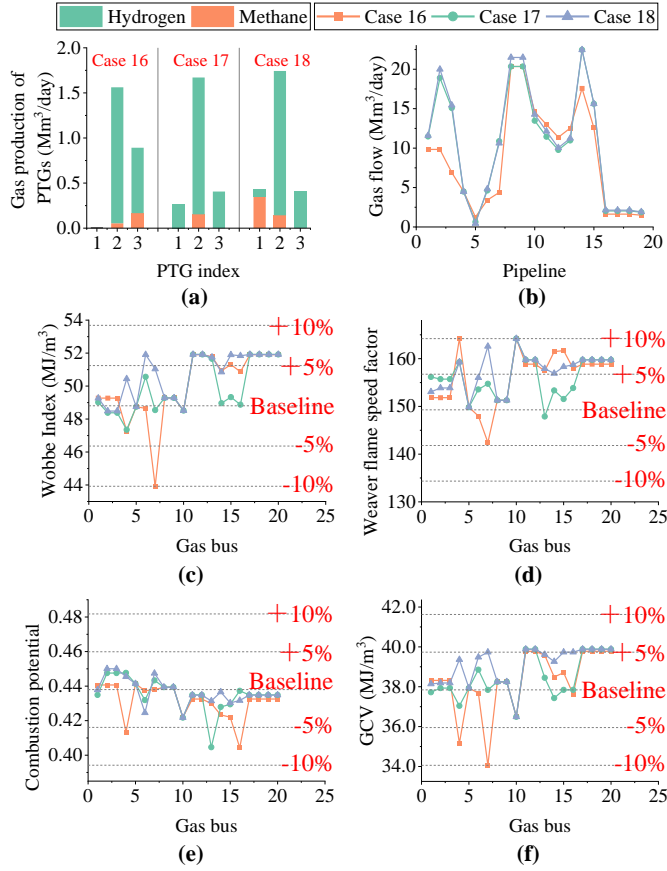 Hydrogen Methane Case 16 Case 17 Case 18
Gas production of
PTGs (Mm³/day)
2.0
1.5
1.0
0.5
0.0
Case 16 Case 17 Case 18
1 2 3 1 2 3 1 2 3
PTG index
(a)
Gas flow (Mm³/day)
20
15
10
5
0
0 5 10 15 20
Pipeline
(b)
Wobbe Index (MJ/m³)
54
52
50
48
46
44
+10%
+5%
Baseline
-5%
-10%
0 5 10 15 20 25
Gas bus
(c)
Weaver flame speed factor
160
150
140
130
+10%
+5%
Baseline
-5%
-10%
0 5 10 15 20 25
Gas bus
(d)
Combustion potential
0.48
0.46
0.44
0.42
0.40
+10%
+5%
Baseline
-5%
-10%
0 5 10 15 20 25
Gas bus
(e)
GCV (MJ/m³)
42.0
40.0
38.0
36.0
34.0
+10%
+5%
Baseline
-5%
-10%
0 5 10 15 20 25
Gas bus
(f)